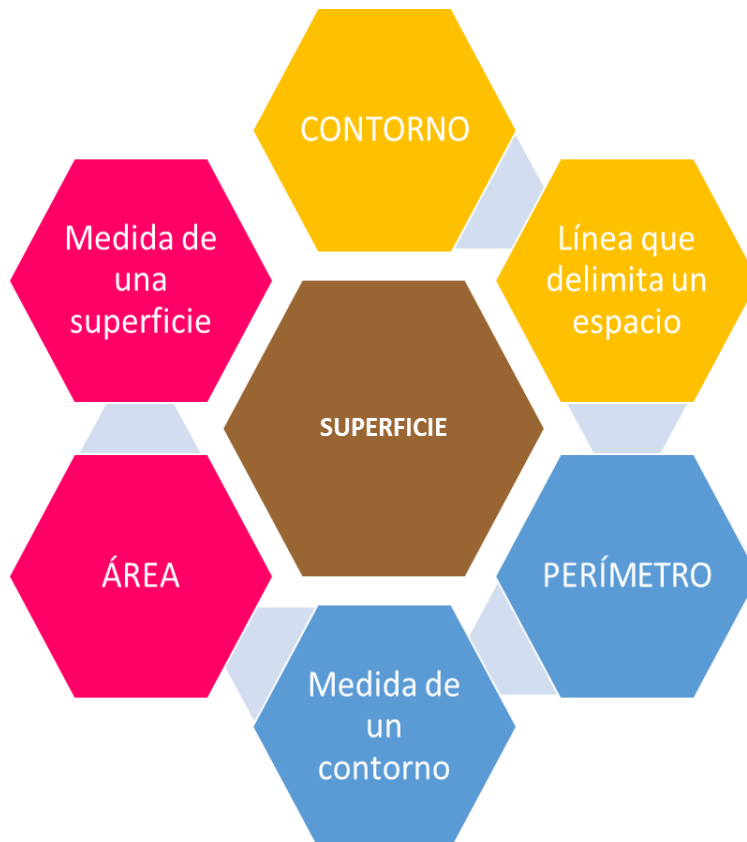 CONTORNO
Línea que
delimita un
espacio
PERÍMETRO
Medida de
un
contorno
ÁREA
Medida de
una
superficie
SUPERFICIE